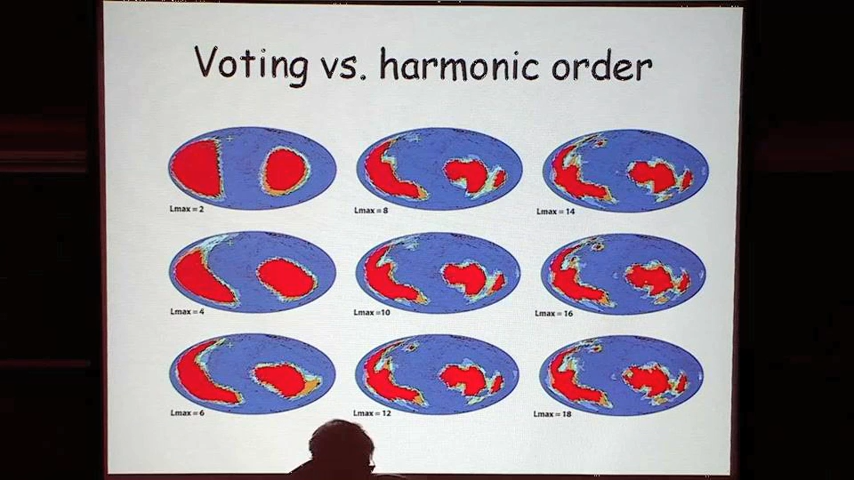 Voting vs. harmonic order
Lmax = 2
Lmax = 8
Lmax = 14
Lmax = 4
Lmax =10
Lmax = 16
Lmax = 6
Lmax = 12
Lmax = 18